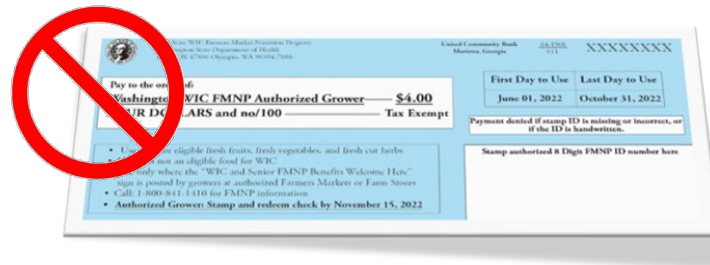 State WIC Farmers Market Nutrition Program
State Department of Health
Olympia, WA
United Community Bank
Marietta, Georgia
611
XXXXXXXX
Pay to the order of:
Washington WIC FMNP Authorized Grower $4.00
DOLLARS and no/100 Tax Exempt
First Day to Use Last Day to Use
June 01, 2022 October 31, 2022
Payment denied if stamp ID is missing or incorrect, or
if the ID is handwritten.
eligible fresh fruits, fresh vegetables, and fresh cut herbs
not an eligible food for WIC
only where the "WIC and Senior FMNP Benefits Welcome Here"
sign is posted by growers at authorized Farmers Markets or Farm Stores
• Call: 1-800-841-1410 for FMNP information
• Authorized Grower: Stamp and redeem check by November 15, 2022
Stamp authorized 8 Digit FMNP ID number here